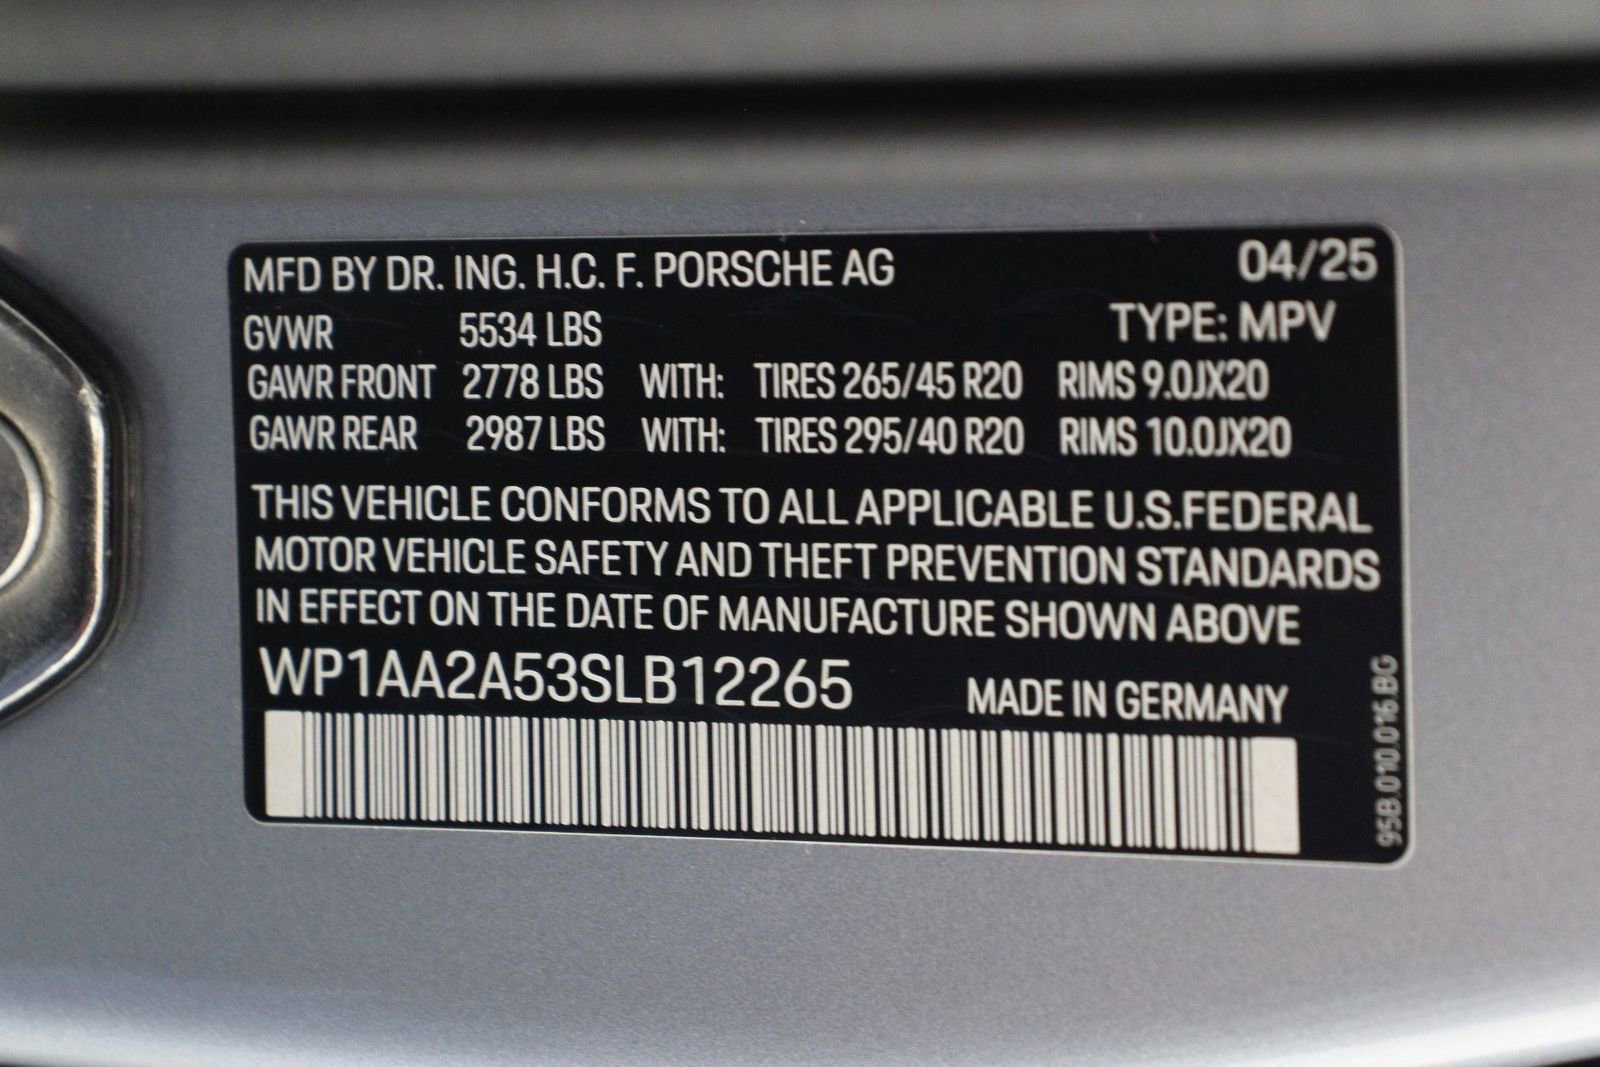 MFD BY DR. ING. H.C. F. PORSCHE AG 04/25
GVWR 5534 LBS TYPE: MPV
GAWR FRONT 2778 LBS WITH: TIRES 265/45 R20 RIMS 9.0JX20
GAWR REAR 2987 LBS WITH: TIRES 295/40 R20 RIMS 10.0JX20
THIS VEHICLE CONFORMS TO ALL APPLICABLE U.S.FEDERAL
MOTOR VEHICLE SAFETY AND THEFT PREVENTION STANDARDS
IN EFFECT ON THE DATE OF MANUFACTURE SHOWN ABOVE
WP1AA2A53SLB12265 MADE IN GERMANY
95B.010.016.BG